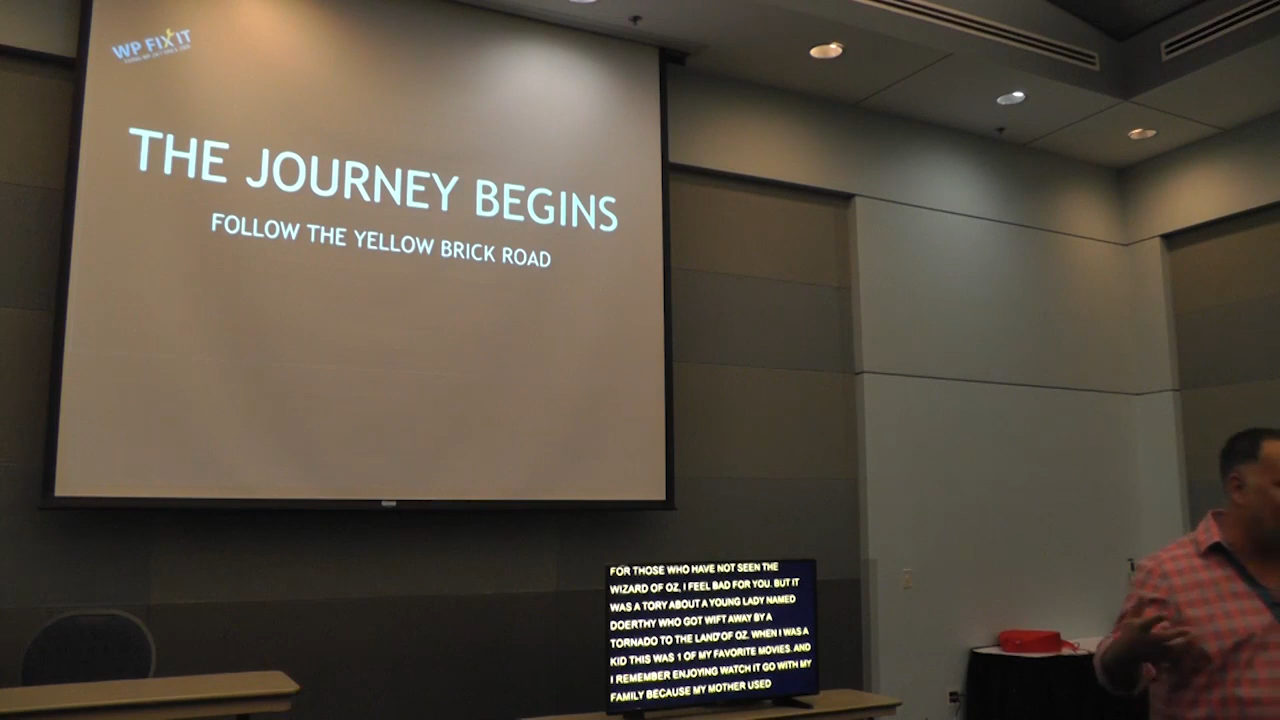 WP FIX IT
THE JOURNEY BEGINS
FOLLOW THE YELLOW BRICK ROAD
FOR THOSE WHO HAVE NOT SEEN THE
WIZARD OF OZ, I FEEL BAD FOR YOU. BUT IT
WAS A TORY ABOUT A YOUNG LADY NAMED
DOERTHY WHO GOT WIFT AWAY BY A
TORNADO TO THE LAND OF OZ. WHEN I WAS A
KID THIS WAS 1 OF MY FAVORITE MOVIES. AND
I REMEMBER ENJOYING WATCH IT GO WITH MY
FAMILY BECAUSE MY MOTHER USED